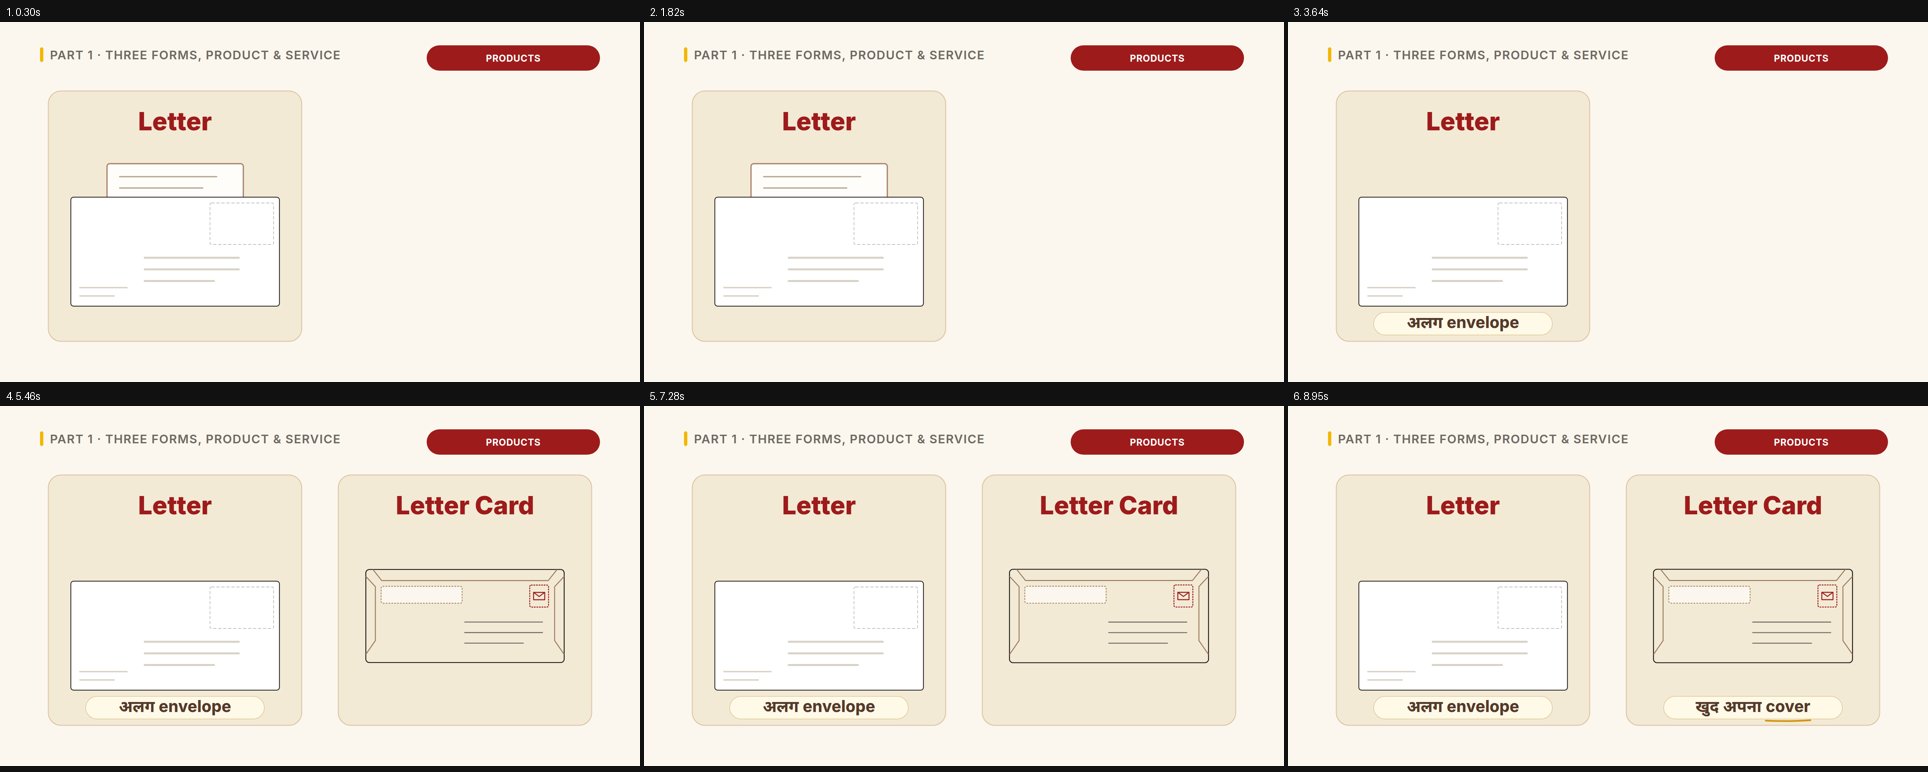 1. 0.30s
PART 1 · THREE FORMS, PRODUCT & SERVICE
PRODUCTS
Letter
2. 1.82s
PART 1 · THREE FORMS, PRODUCT & SERVICE
PRODUCTS
Letter
3. 3.64s
PART 1 · THREE FORMS, PRODUCT & SERVICE
PRODUCTS
Letter
अलग envelope
4. 5.46s
PART 1 · THREE FORMS, PRODUCT & SERVICE
PRODUCTS
Letter
Letter Card
अलग envelope
5. 7.28s
PART 1 · THREE FORMS, PRODUCT & SERVICE
PRODUCTS
Letter
Letter Card
अलग envelope
6. 8.95s
PART 1 · THREE FORMS, PRODUCT & SERVICE
PRODUCTS
Letter
Letter Card
अलग envelope
खुद अपना cover